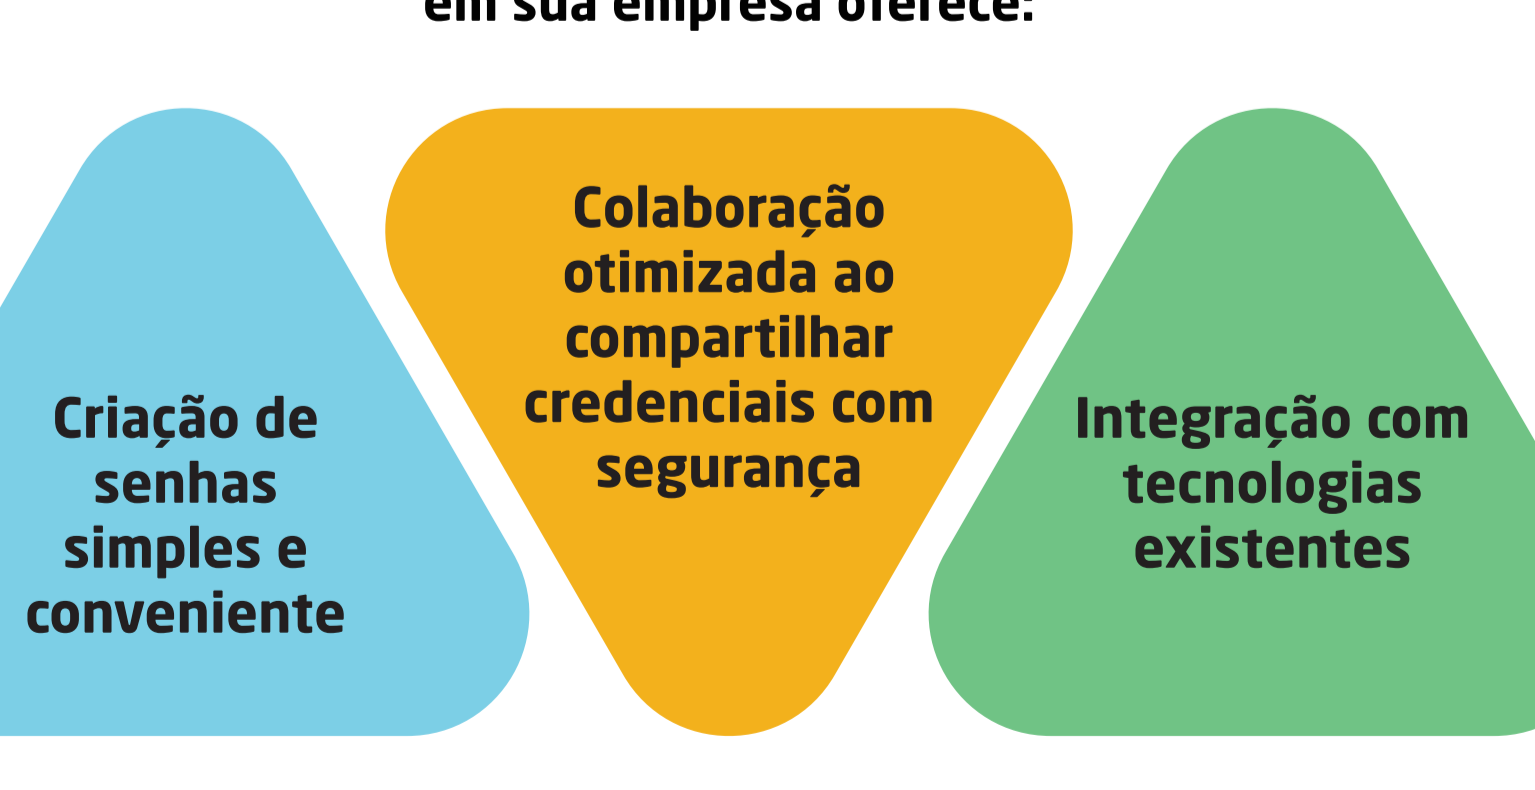 em sua empresa oferece:
Criação de
senhas
simples e
conveniente
Colaboração
otimizada ao
compartilhar
credenciais com
segurança
Integração com
tecnologias
existentes